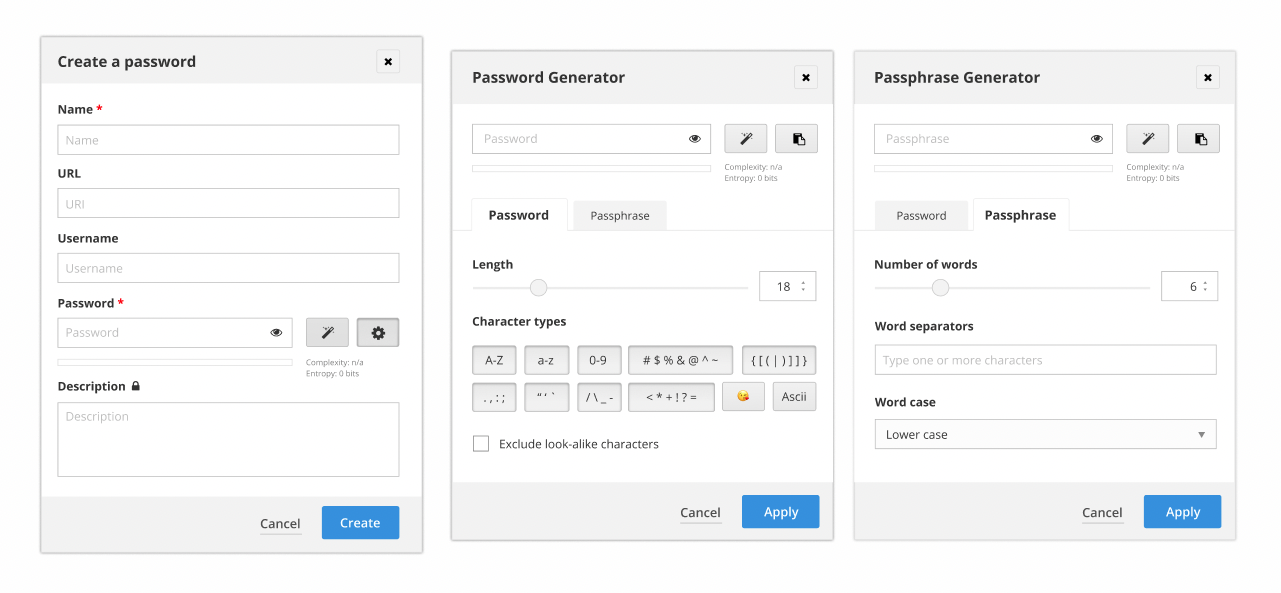 Create a password
Name *
Name
URL
URI
Username
Username
Password *
Password
Complexity: n/a
Entropy: 0 bits
Description
Description
Cancel
Create
Password Generator
Password
Complexity: n/a
Entropy: 0 bits
Password
Passphrase
Length
18
Character types
A-Z
a-z
0-9
# $ % & @ ^ ~
{ [ ( | ) ] ] }
. , : ;
“ ‘ `
/ \ _ -
< * + ! ? =
😘
Ascii
Exclude look-alike characters
Cancel
Apply
Passphrase Generator
Passphrase
Complexity: n/a
Entropy: 0 bits
Password
Passphrase
Number of words
6
Word separators
Type one or more characters
Word case
Lower case
Cancel
Apply